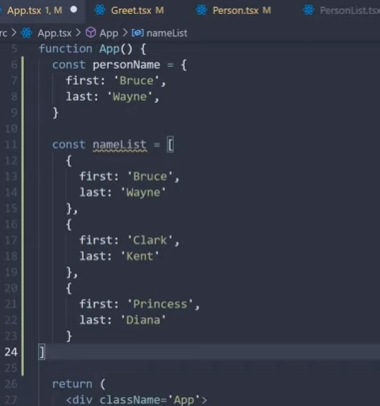 App.tsx 1, M ● Greet.tsx M Person.tsx M PersonList.tsx
rc > App.tsx > App > nameList
5 function App() {
6 const personName = {
7 first: 'Bruce',
8 last: 'Wayne',
9 }
10
11 const nameList = [
12 {
13 first: 'Bruce',
14 last: 'Wayne'
15 },
16 {
17 first: 'Clark',
18 last: 'Kent'
19 },
20 {
21 first: 'Princess',
22 last: 'Diana'
23 }
24 ]
25
26 return (
27 <div className='App'>